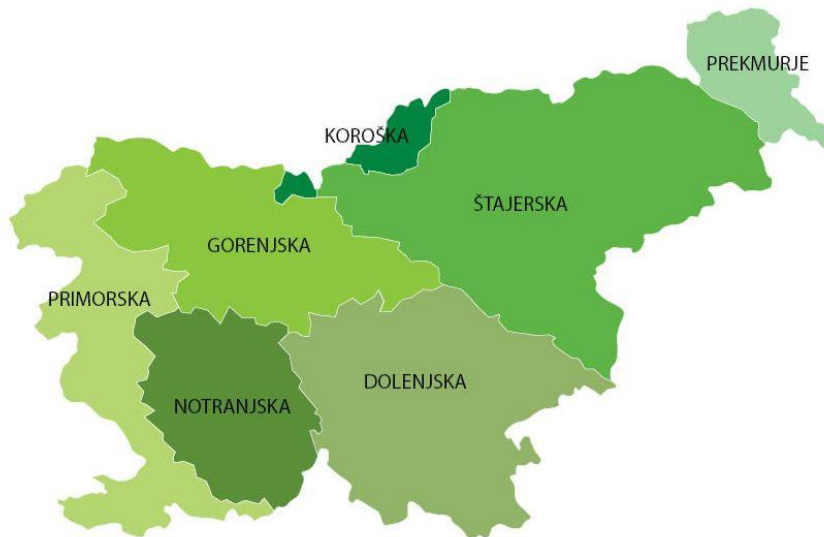 PREKMURJE
KOROŠKA
ŠTAJERSKA
GORENJSKA
PRIMORSKA
DOLENJSKA
NOTRANJSKA